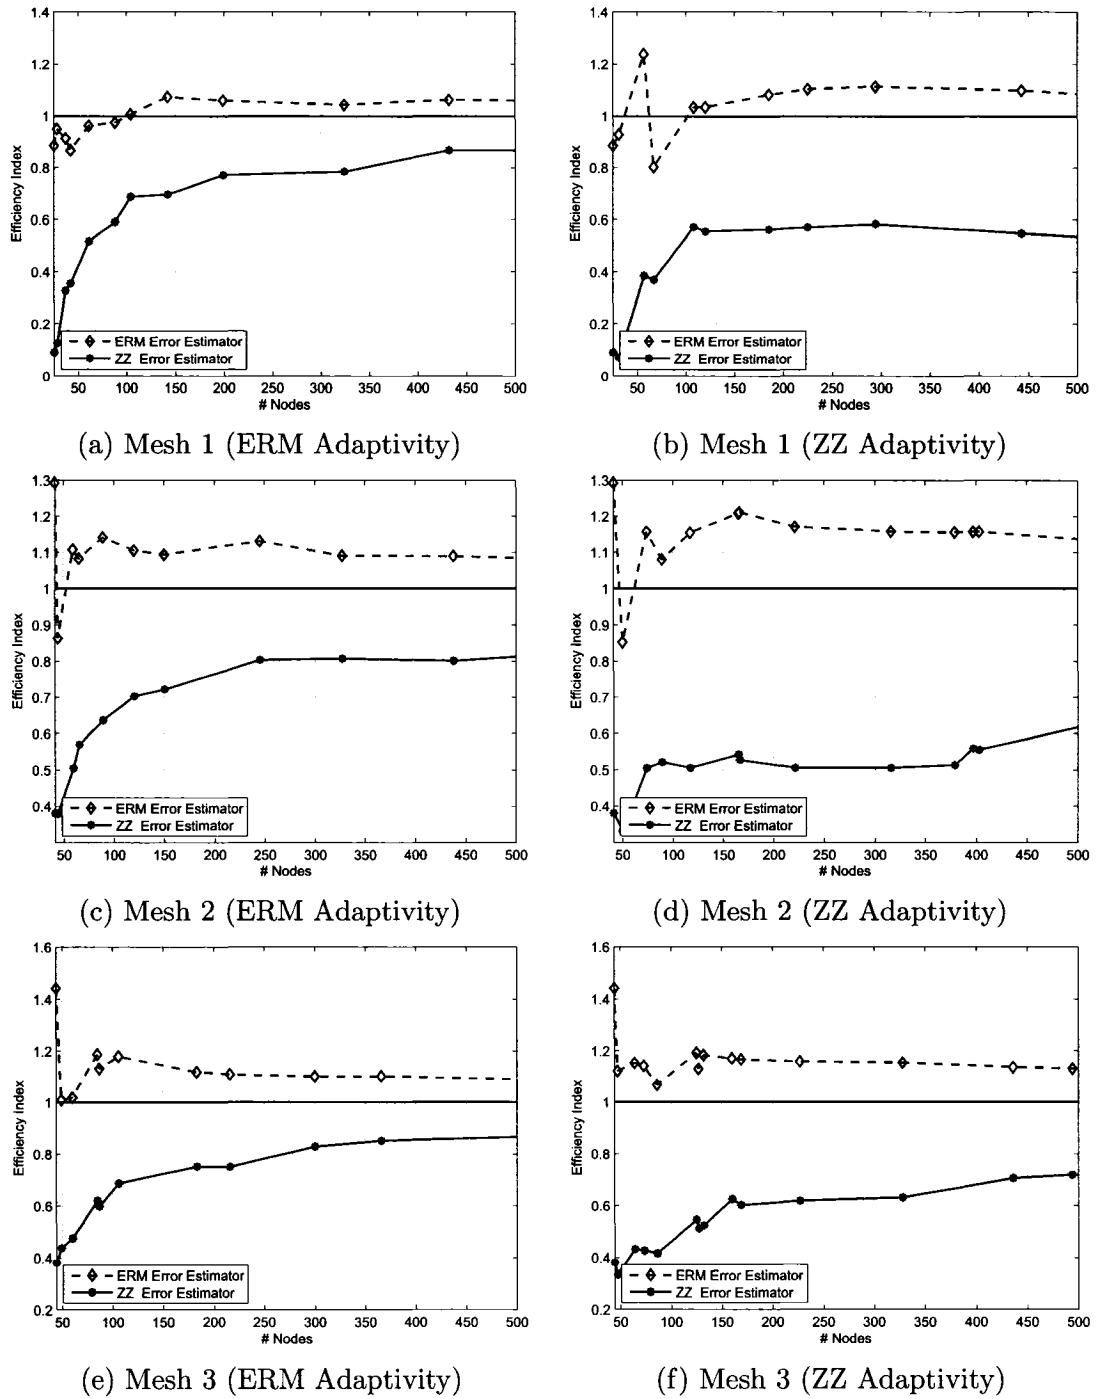 1.4
1.2
1
0.8
0.6
0.4
0.2
0
Efficiency Index
ERM Error Estimator
ZZ Error Estimator
50 100 150 200 250 300 350 400 450 500
# Nodes
(a) Mesh 1 (ERM Adaptivity)
1.4
1.2
1
0.8
0.6
0.4
0.2
0
Efficiency Index
ERM Error Estimator
ZZ Error Estimator
50 100 150 200 250 300 350 400 450 500
# Nodes
(b) Mesh 1 (ZZ Adaptivity)
1.3
1.2
1.1
1
0.9
0.8
0.7
0.6
0.5
0.4
Efficiency Index
ERM Error Estimator
ZZ Error Estimator
50 100 150 200 250 300 350 400 450 500
# Nodes
(c) Mesh 2 (ERM Adaptivity)
1.3
1.2
1.1
1
0.9
0.8
0.7
0.6
0.5
0.4
Efficiency Index
ERM Error Estimator
ZZ Error Estimator
50 100 150 200 250 300 350 400 450 500
# Nodes
(d) Mesh 2 (ZZ Adaptivity)
1.6
1.4
1.2
1
0.8
0.6
0.4
0.2
Efficiency Index
ERM Error Estimator
ZZ Error Estimator
50 100 150 200 250 300 350 400 450 500
# Nodes
(e) Mesh 3 (ERM Adaptivity)
1.6
1.4
1.2
1
0.8
0.6
0.4
0.2
Efficiency Index
ERM Error Estimator
ZZ Error Estimator
50 100 150 200 250 300 350 400 450 500
# Nodes
(f) Mesh 3 (ZZ Adaptivity)